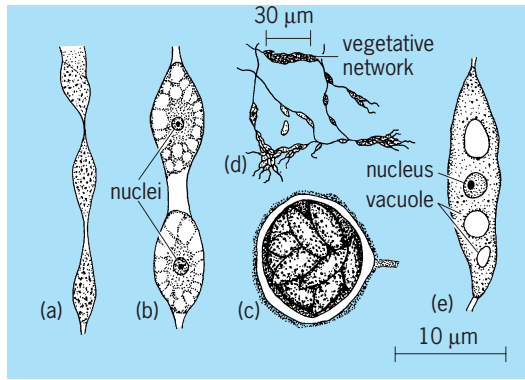 30 μm
vegetative
network
(d)
nuclei
nucleus
vacuole
(a)
(b)
(c)
(e)
10 μm